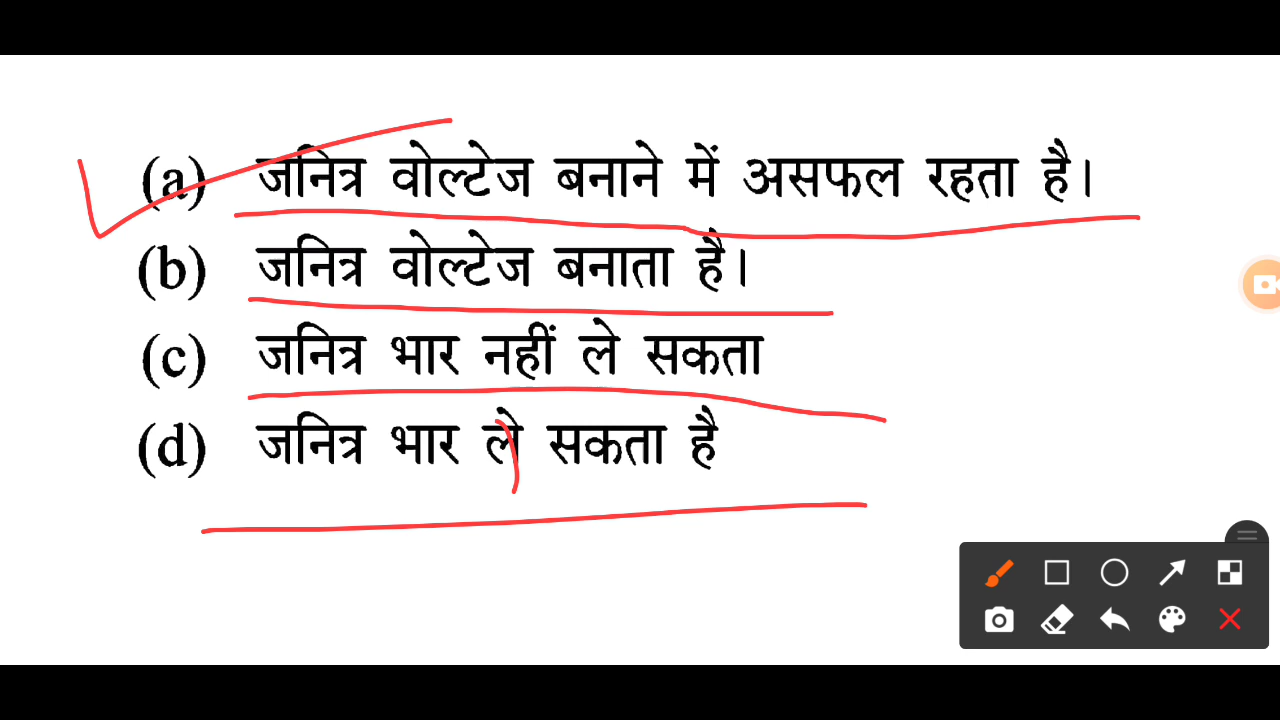 (a) जनित्र वोल्टेज बनाने में असफल रहता है।
(b) जनित्र वोल्टेज बनाता है।
(c) जनित्र भार नहीं ले सकता
(d) जनित्र भार ले सकता है